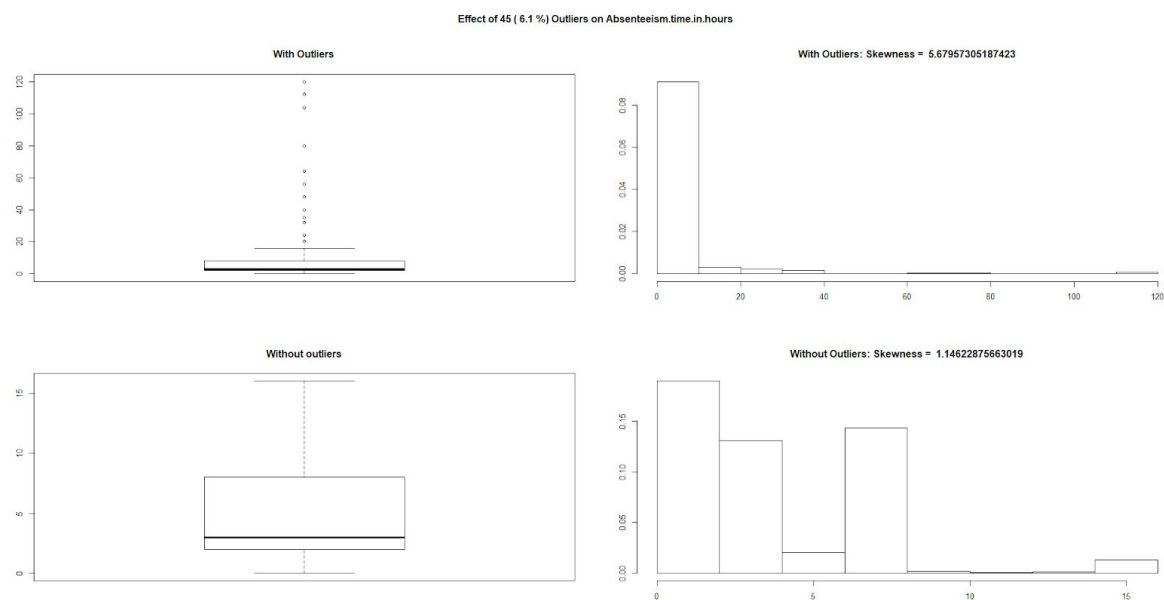 Effect of 45 ( 6.1 %) Outliers on Absenteeism.time.in.hours
With Outliers
120
100
80
60
40
20
0
With Outliers: Skewness = 5.67957305187423
0.08
0.06
0.04
0.02
0.00
0 20 40 60 80 100 120
Without outliers
15
10
5
0
Without Outliers: Skewness = 1.14622875663019
0.15
0.10
0.05
0.00
0 5 10 15